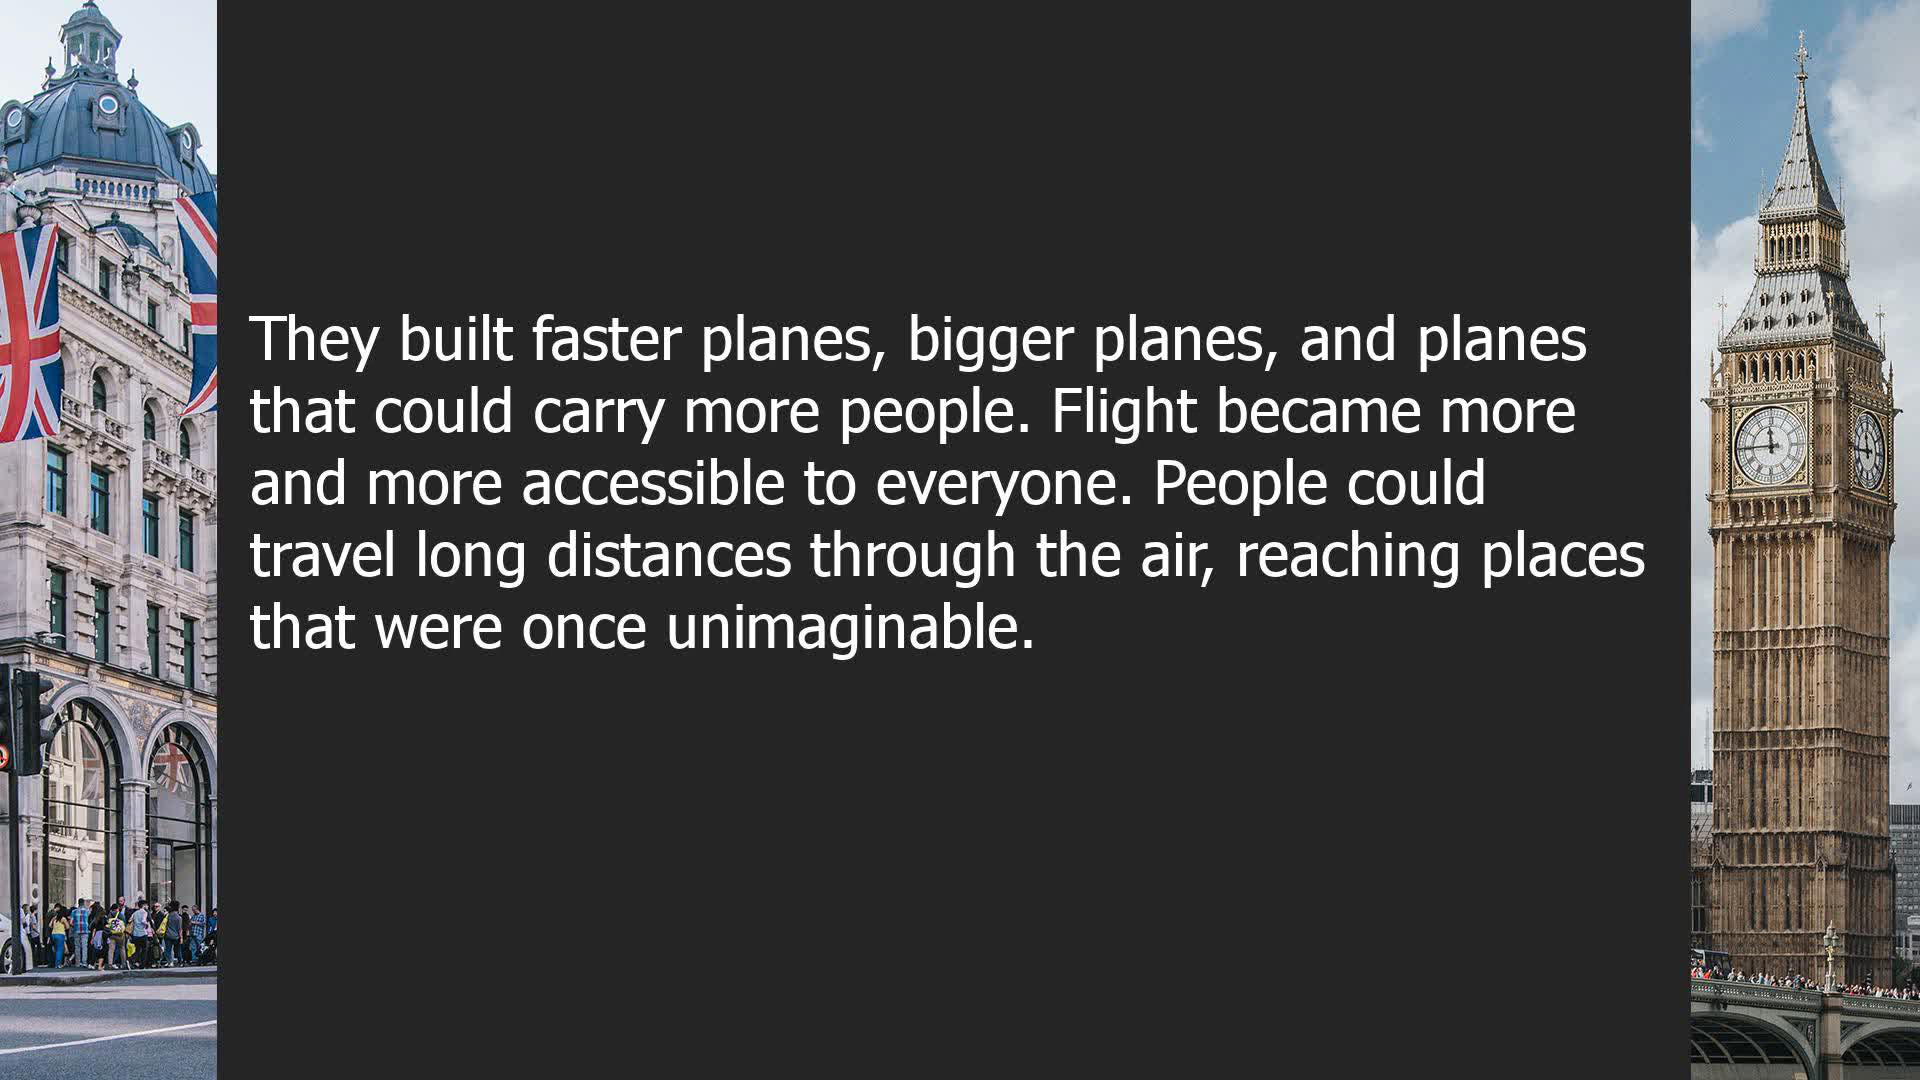 They built faster planes, bigger planes, and planes
that could carry more people. Flight became more
and more accessible to everyone. People could
travel long distances through the air, reaching places
that were once unimaginable.